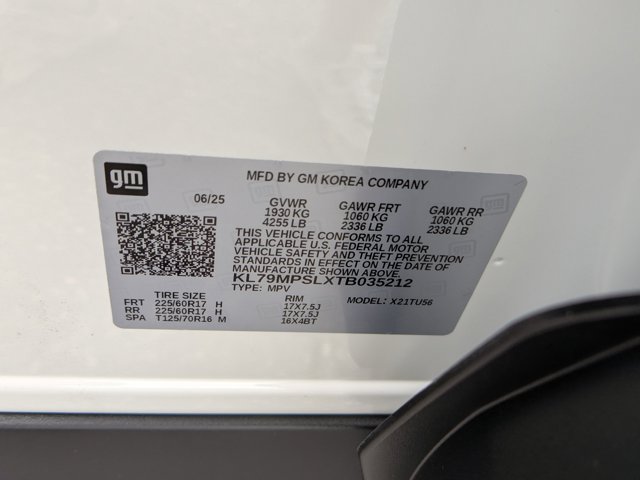 gm
MFD BY GM KOREA COMPANY
06/25 GVWR GAWR FRT GAWR RR
1930 KG 1060 KG 1060 KG
4255 LB 2336 LB 2336 LB
THIS VEHICLE CONFORMS TO ALL
APPLICABLE U.S. FEDERAL MOTOR
VEHICLE SAFETY AND THEFT PREVENTION
STANDARDS IN EFFECT ON THE DATE OF
MANUFACTURE SHOWN ABOVE.
KL79MPSLXTB035212
TYPE: MPV MODEL: X21TU56
TIRE SIZE RIM
FRT 225/60R17 H 17X7.5J
RR 225/60R17 H 17X7.5J
SPA T125/70R16 M 16X4BT